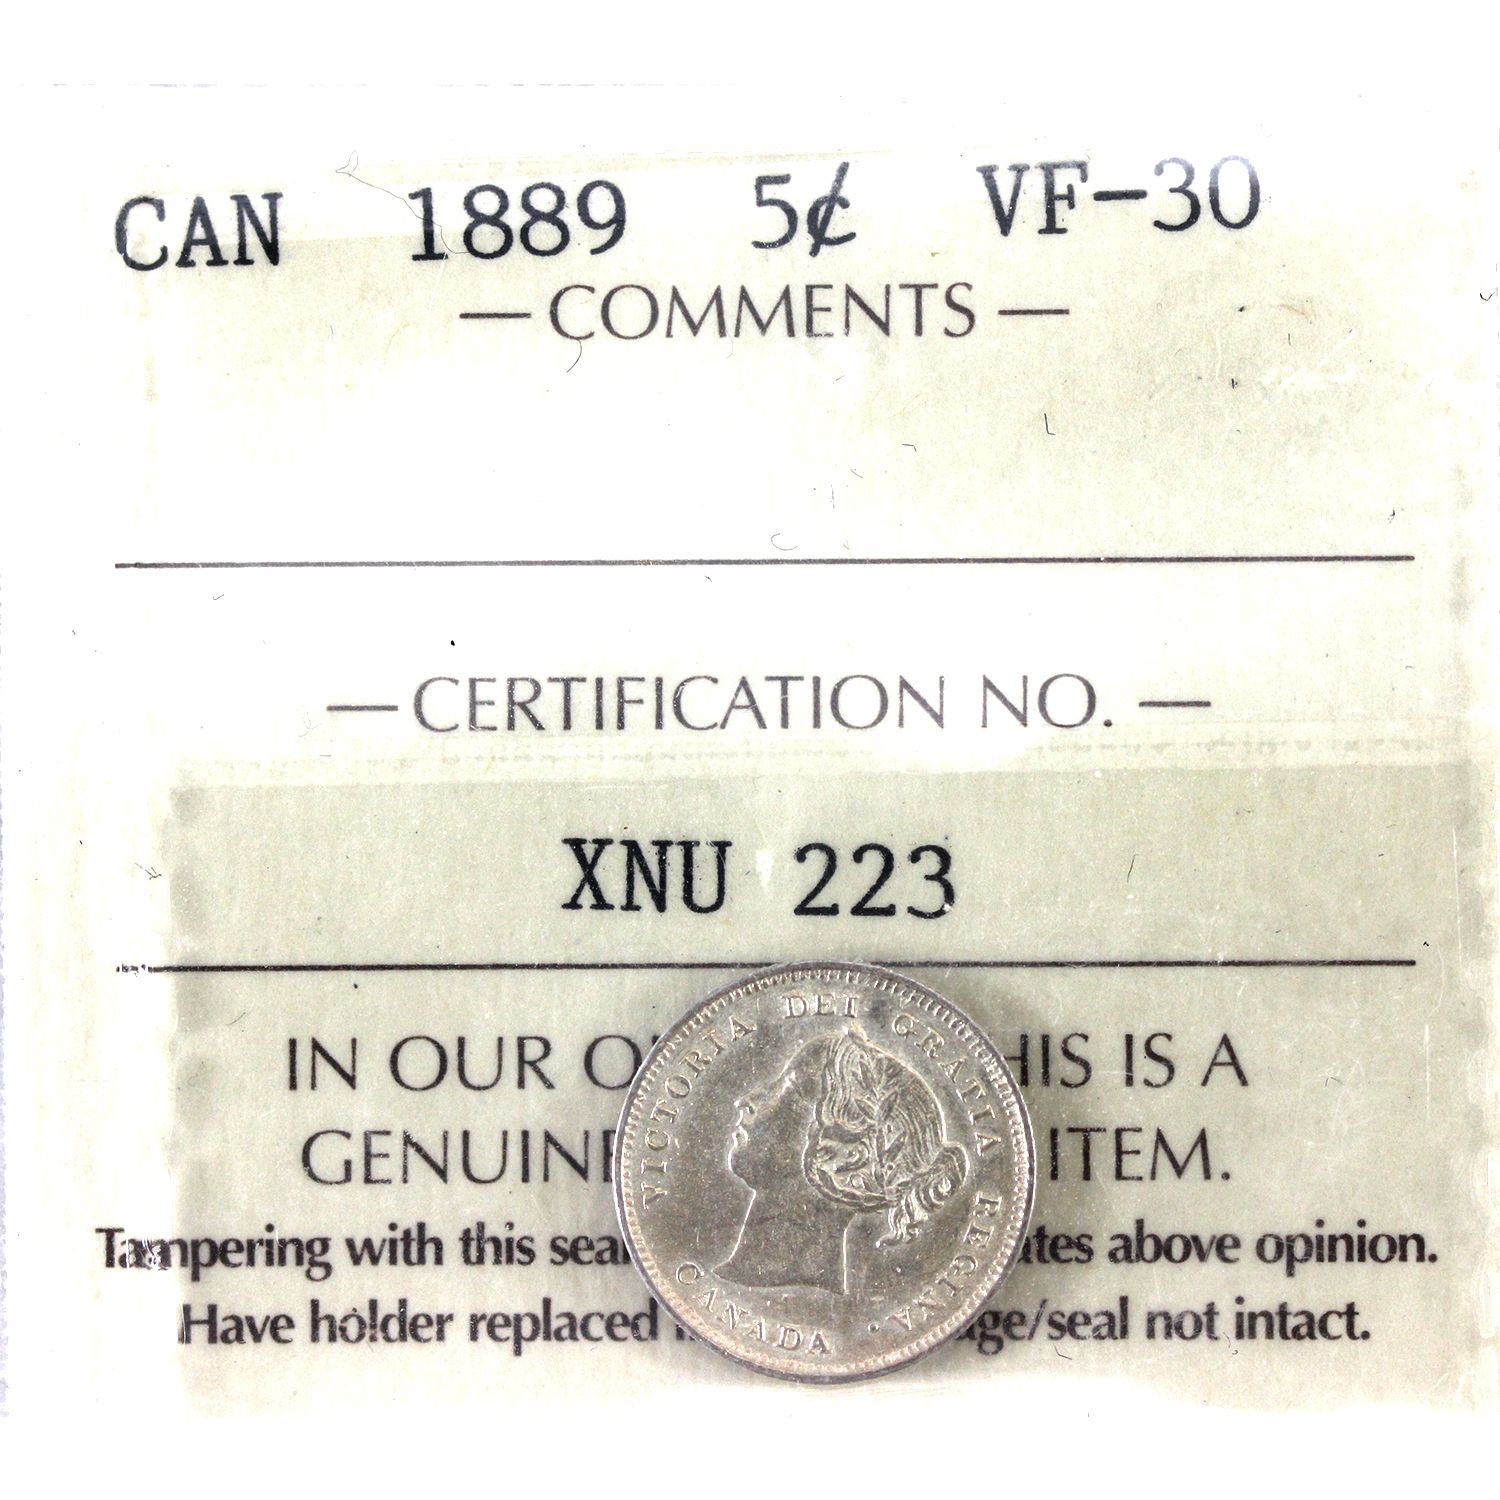 CAN 1889 5¢ VF-30
— COMMENTS —
— CERTIFICATION NO. —
XNU 223
IN OUR O HIS IS A
GENUINE ITEM.
Tampering with this seal ates above opinion.
Have holder replaced age/seal not intact.
VICTORIA DEI GRATIA REGINA.
CANADA